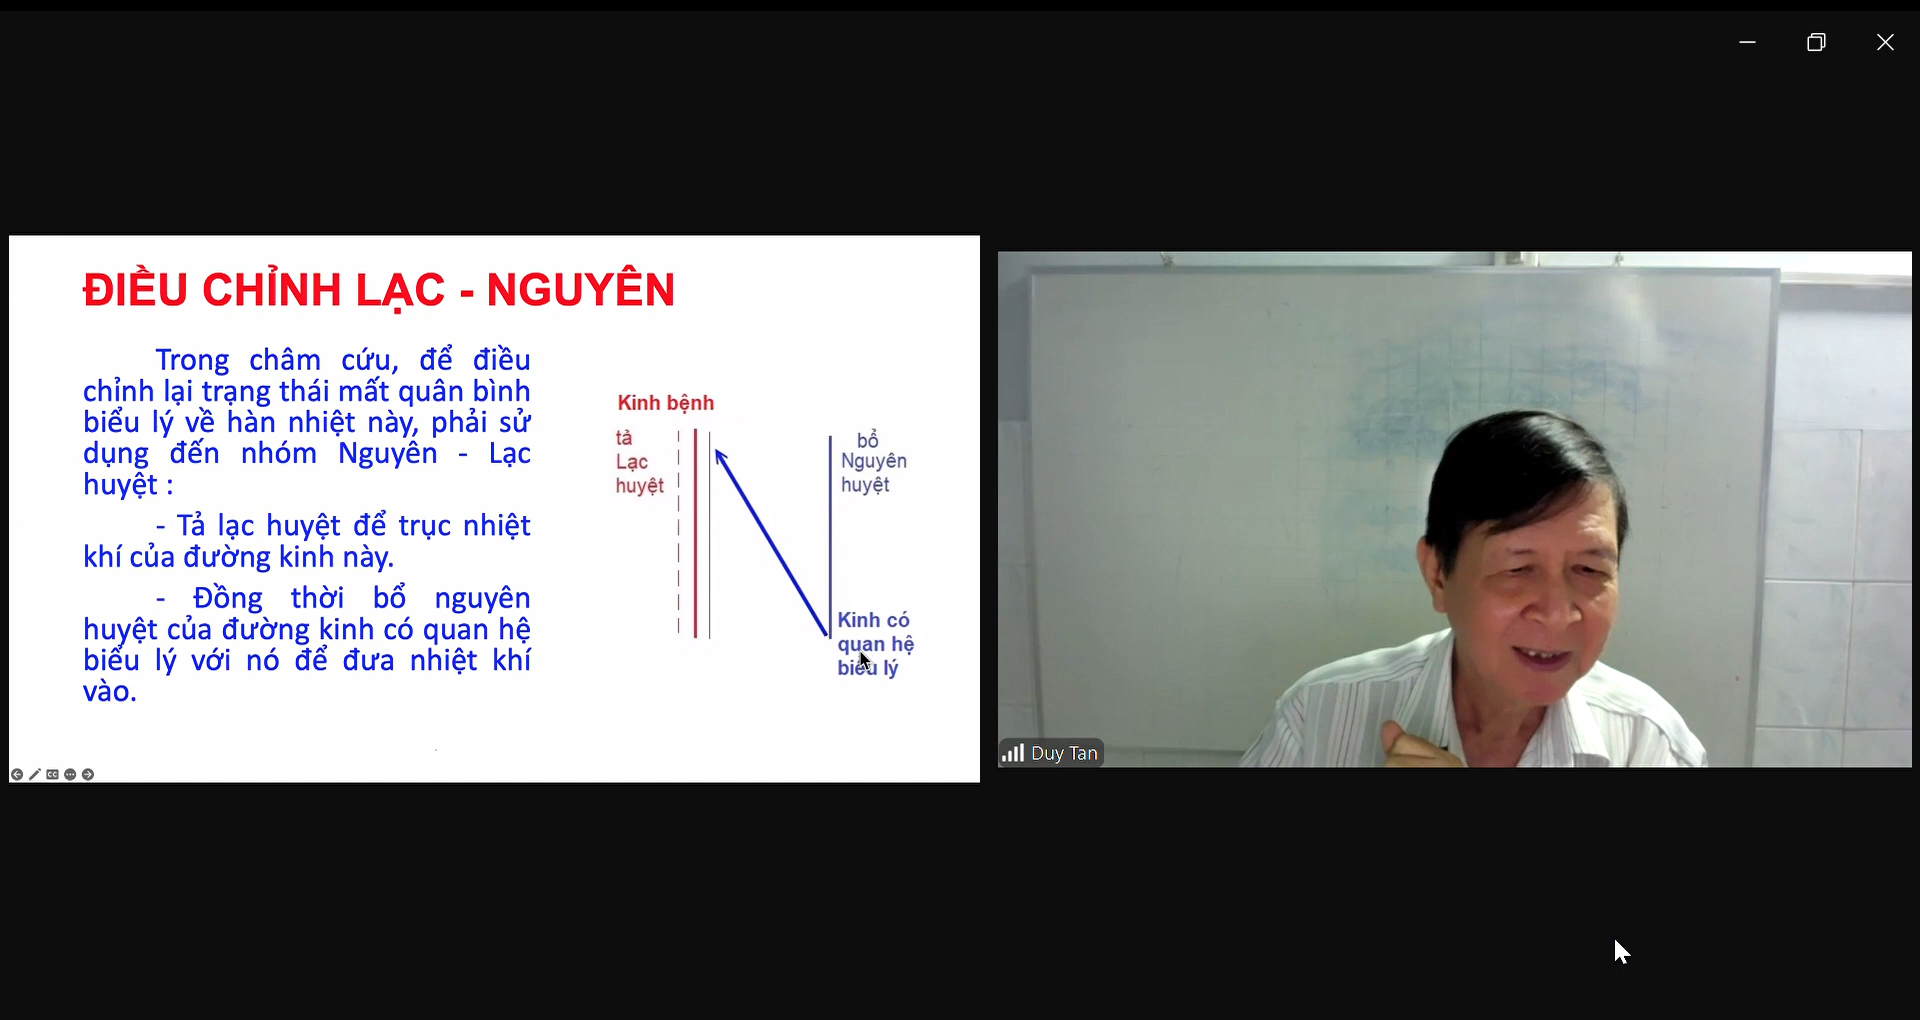 ĐIỀU CHỈNH LẠC - NGUYÊN
Trong châm cứu, để điều
chỉnh lại trạng thái mất quân bình
biểu lý về hàn nhiệt này, phải sử
dụng đến nhóm Nguyên - Lạc
huyệt :
- Tả lạc huyệt để trục nhiệt
khí của đường kinh này.
- Đồng thời bổ nguyên
huyệt của đường kinh có quan hệ
biểu lý với nó để đưa nhiệt khí
vào.
Kinh bệnh
tả
Lạc
huyệt
bổ
Nguyên
huyệt
Kinh có
quan hệ
biểu lý
Duy Tan